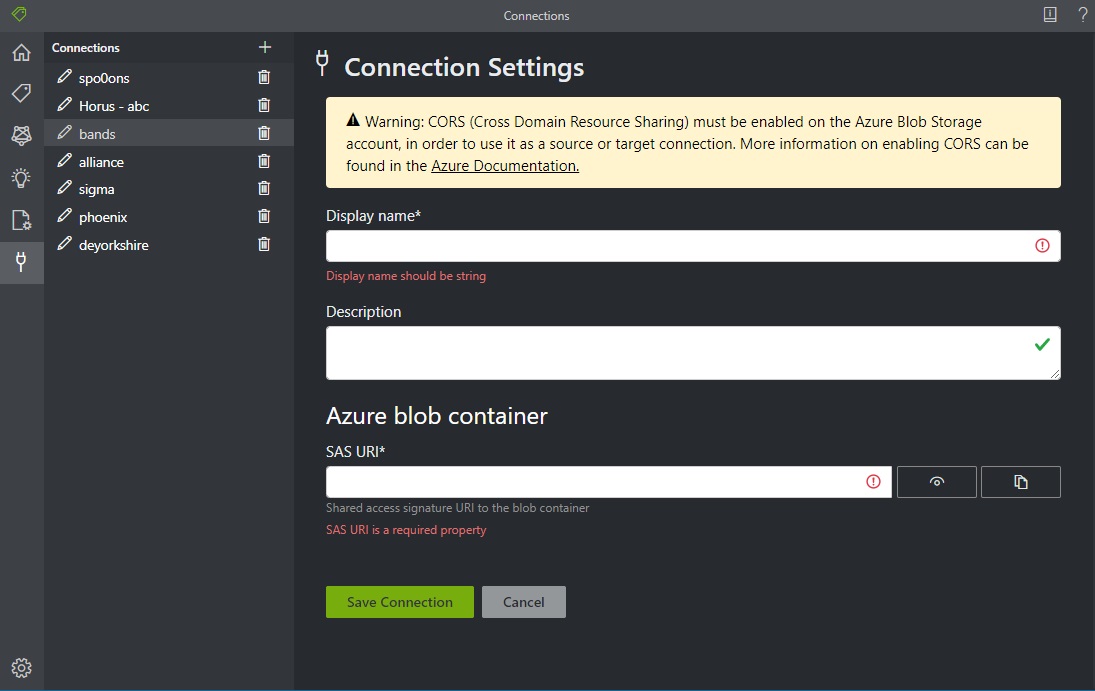 Connections
?
Connections
spo0ons
Horus - abc
bands
alliance
sigma
phoenix
deyorkshire
Connection Settings
Warning: CORS (Cross Domain Resource Sharing) must be enabled on the Azure Blob Storage
account, in order to use it as a source or target connection. More information on enabling CORS can be
found in the Azure Documentation.
Display name*
Display name should be string
Description
Azure blob container
SAS URI*
Shared access signature URI to the blob container
SAS URI is a required property
Save Connection
Cancel